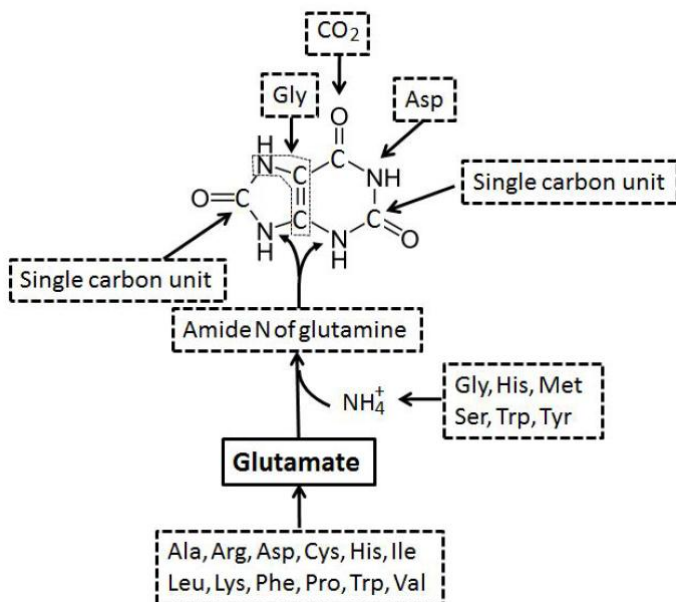 CO2
Gly
Asp
O
H
N
C
C
NH
O=C
C
C
Single carbon unit
N
H
N
H
O
Single carbon unit
Amide N of glutamine
NH4+
Gly, His, Met
Ser, Trp, Tyr
Glutamate
Ala, Arg, Asp, Cys, His, Ile
Leu, Lys, Phe, Pro, Trp, Val